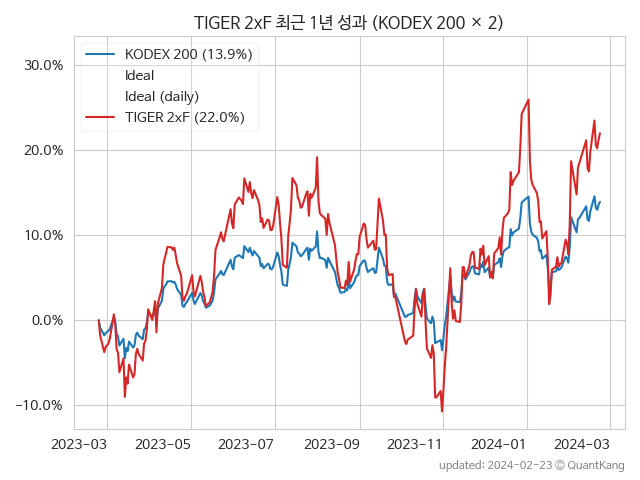 TIGER 2xF 최근 1년 성과 (KODEX 200 × 2)
KODEX 200 (13.9%)
Ideal
Ideal (daily)
TIGER 2xF (22.0%)
30.0%
20.0%
10.0%
0.0%
−10.0%
2023-03 2023-05 2023-07 2023-09 2023-11 2024-01 2024-03
updated: 2024-02-23 ⓒ QuantKang